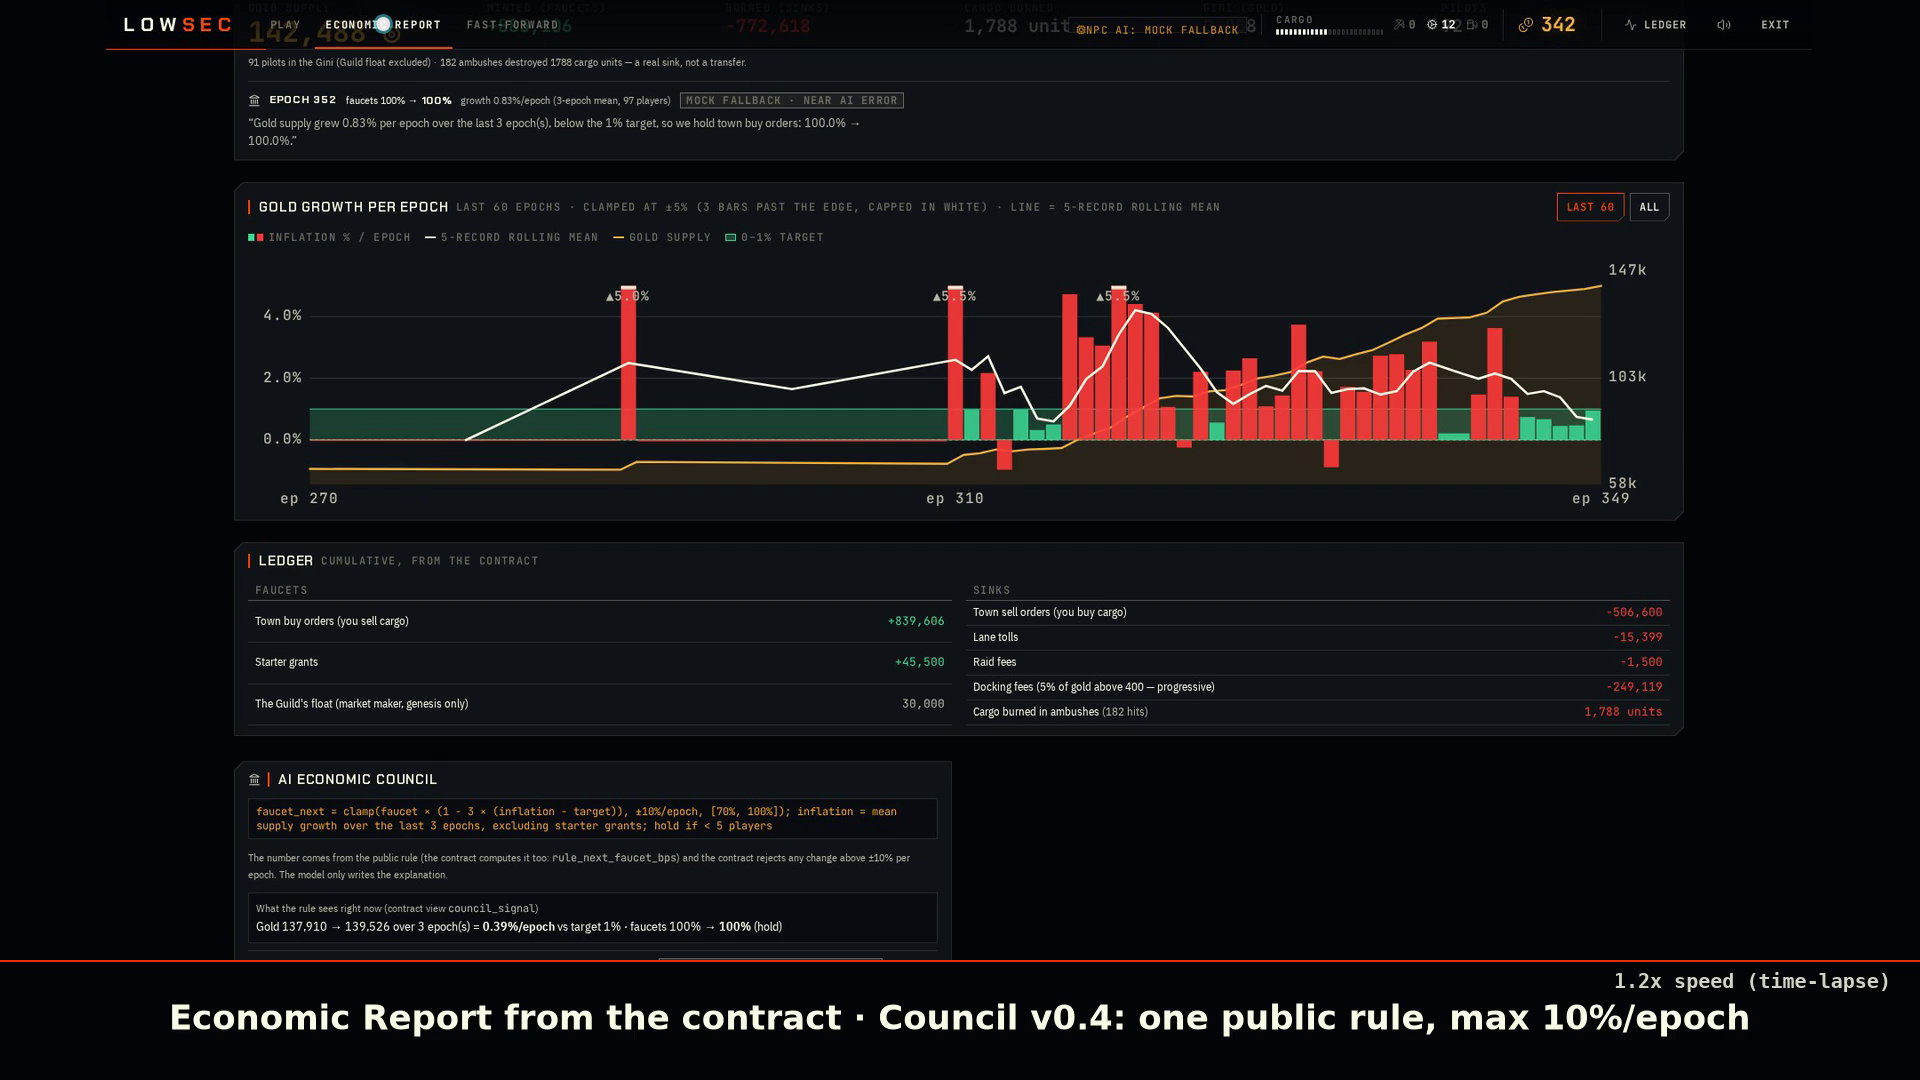 LOWSEC PLAY ECONOMIC REPORT FAST-FORWARD NPC AI: MOCK FALLBACK CARGO 0 12 0 342 LEDGER EXIT
142,488 -772,618 1,788 unit
91 pilots in the Gini (Guild float excluded) · 182 ambushes destroyed 1788 cargo units — a real sink, not a transfer.
EPOCH 352 faucets 100% → 100% growth 0.83%/epoch (3-epoch mean, 97 players) MOCK FALLBACK · NEAR AI ERROR
“Gold supply grew 0.83% per epoch over the last 3 epoch(s), below the 1% target, so we hold town buy orders: 100.0% →
100.0%.”
GOLD GROWTH PER EPOCH LAST 60 EPOCHS · CLAMPED AT ±5% (3 BARS PAST THE EDGE, CAPPED IN WHITE) · LINE = 5-RECORD ROLLING MEAN LAST 60 ALL
INFLATION % / EPOCH 5-RECORD ROLLING MEAN GOLD SUPPLY 0–1% TARGET
147k
4.0%
2.0% 103k
0.0%
58k
ep 270 ep 310 ep 349
LEDGER CUMULATIVE, FROM THE CONTRACT
FAUCETS
Town buy orders (you sell cargo) +839,606
Starter grants +45,500
The Guild's float (market maker, genesis only) 30,000
SINKS
Town sell orders (you buy cargo) -506,600
Lane tolls -15,399
Raid fees -1,500
Docking fees (5% of gold above 400 — progressive) -249,119
Cargo burned in ambushes (182 hits) 1,788 units
AI ECONOMIC COUNCIL
faucet_next = clamp(faucet × (1 - 3 × (inflation - target)), ±10%/epoch, [70%, 100%]); inflation = mean
supply growth over the last 3 epochs, excluding starter grants; hold if < 5 players
The number comes from the public rule (the contract computes it too: rule_next_faucet_bps) and the contract rejects any change above ±10% per
epoch. The model only writes the explanation.
What the rule sees right now (contract view council_signal)
Gold 137,910 → 139,526 over 3 epoch(s) = 0.39%/epoch vs target 1% · faucets 100% → 100% (hold)
1.2x speed (time-lapse)
Economic Report from the contract · Council v0.4: one public rule, max 10%/epoch